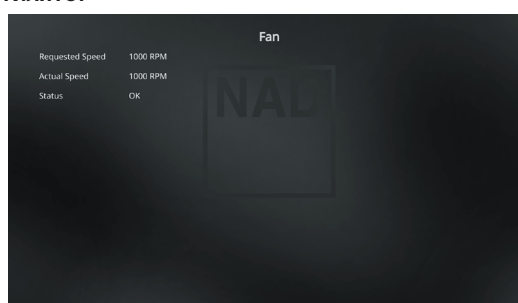 Fan
Requested Speed 1000 RPM
Actual Speed 1000 RPM
Status OK
NAD